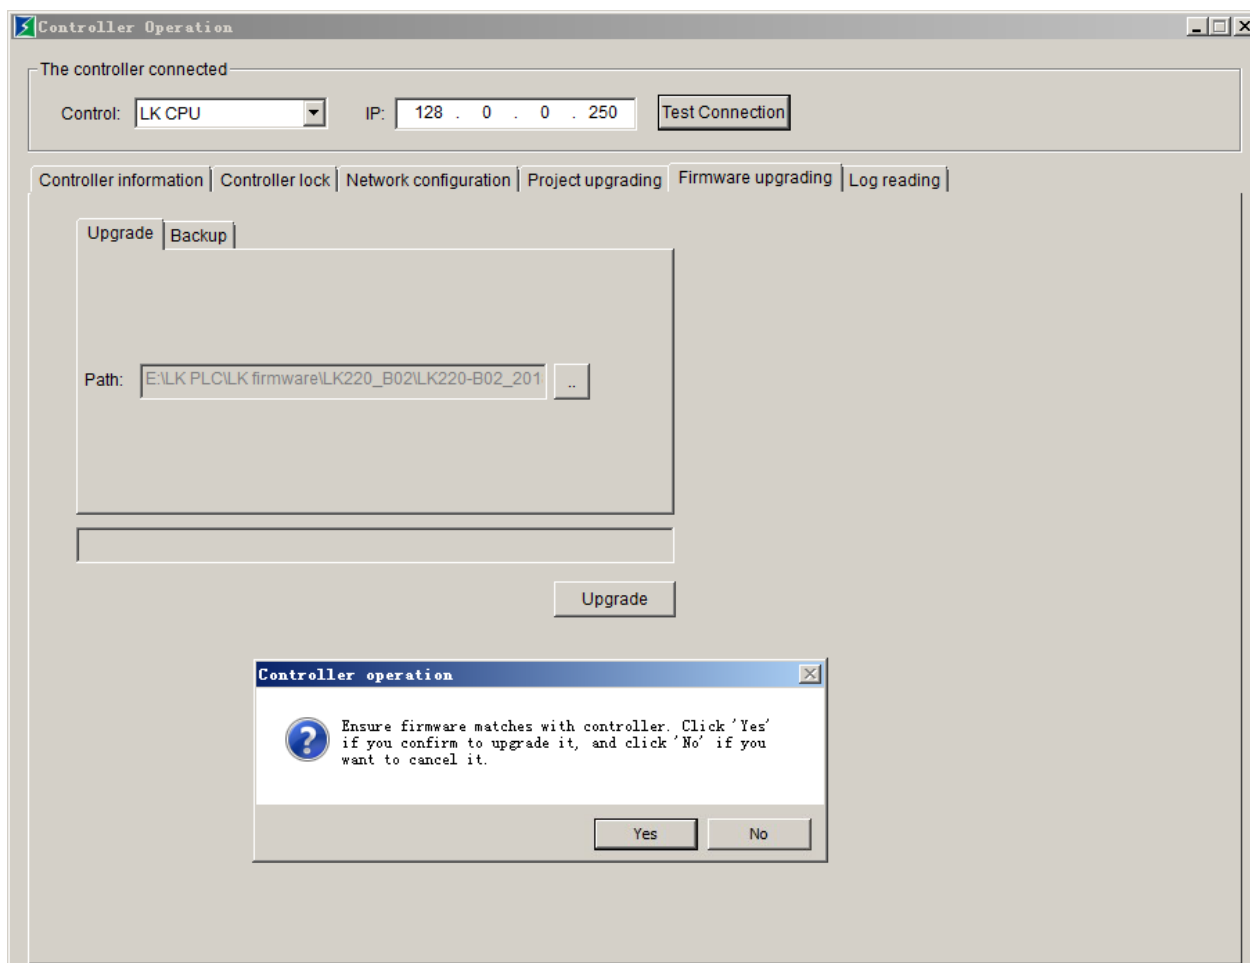 Controller Operation
The controller connected
Control: LK CPU IP: 128 . 0 . 0 . 250 Test Connection
Controller information Controller lock Network configuration Project upgrading Firmware upgrading Log reading
Upgrade Backup
Path: E:\LK PLC\LK firmware\LK220_B02\LK220-B02_201 ..
Upgrade
Controller operation
Ensure firmware matches with controller. Click 'Yes'
if you confirm to upgrade it, and click 'No' if you
want to cancel it.
Yes No